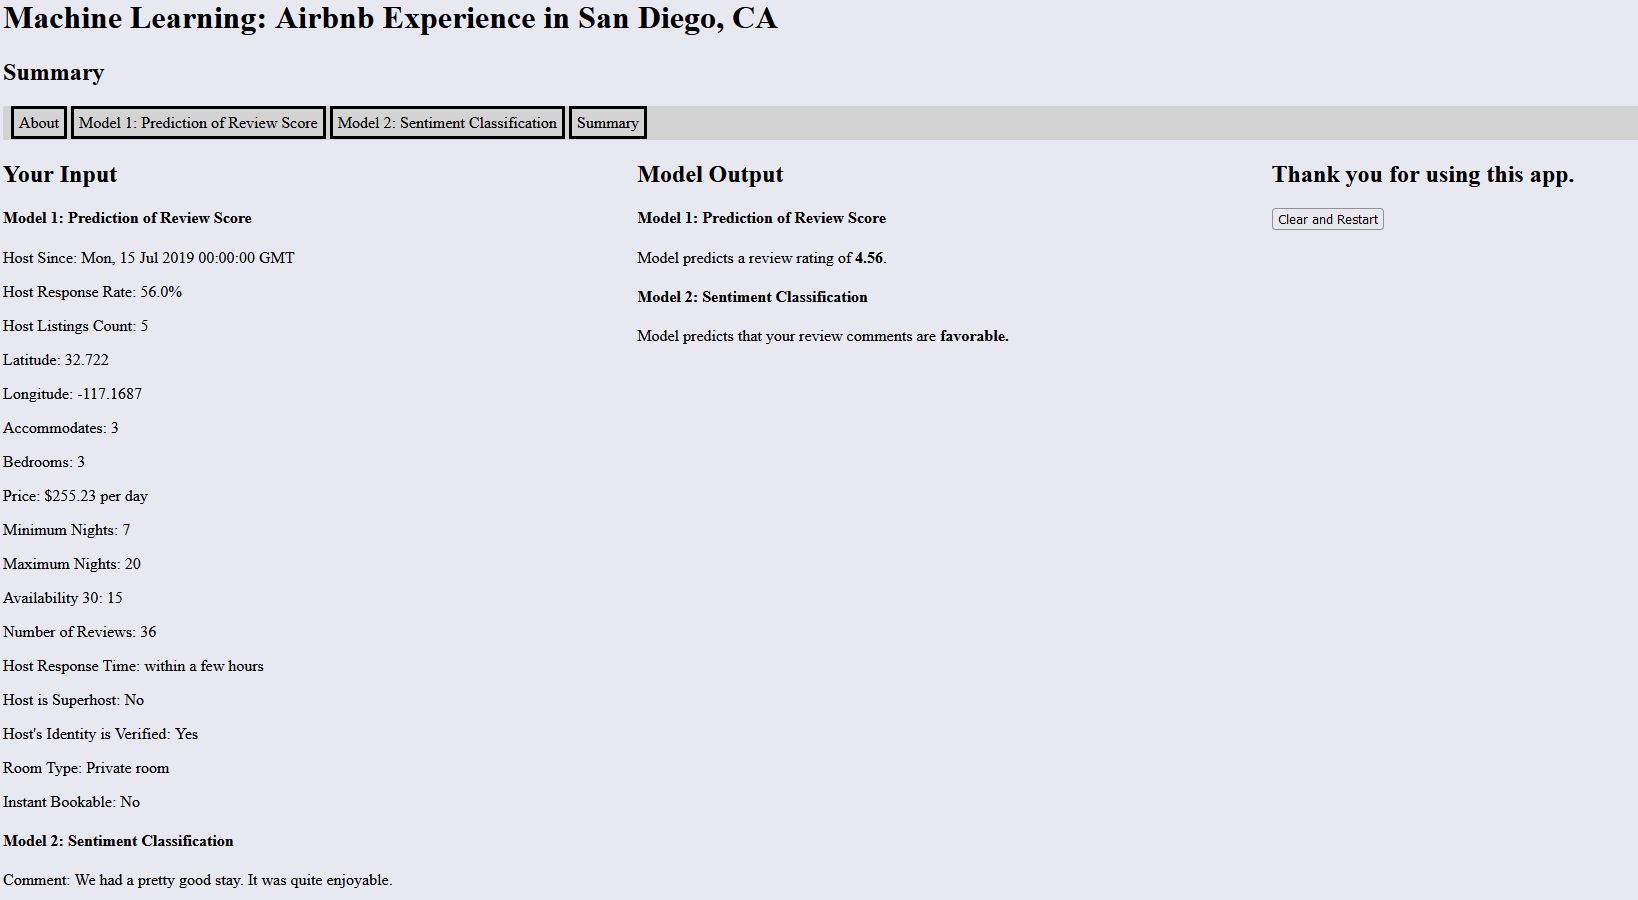 Machine Learning: Airbnb Experience in San Diego, CA
Summary
About
Model 1: Prediction of Review Score
Model 2: Sentiment Classification
Summary
Your Input
Model 1: Prediction of Review Score
Host Since: Mon, 15 Jul 2019 00:00:00 GMT
Host Response Rate: 56.0%
Host Listings Count: 5
Latitude: 32.722
Longitude: -117.1687
Accommodates: 3
Bedrooms: 3
Price: $255.23 per day
Minimum Nights: 7
Maximum Nights: 20
Availability 30: 15
Number of Reviews: 36
Host Response Time: within a few hours
Host is Superhost: No
Host's Identity is Verified: Yes
Room Type: Private room
Instant Bookable: No
Model 2: Sentiment Classification
Comment: We had a pretty good stay. It was quite enjoyable.
Model Output
Model 1: Prediction of Review Score
Model predicts a review rating of 4.56.
Model 2: Sentiment Classification
Model predicts that your review comments are favorable.
Thank you for using this app.
Clear and Restart